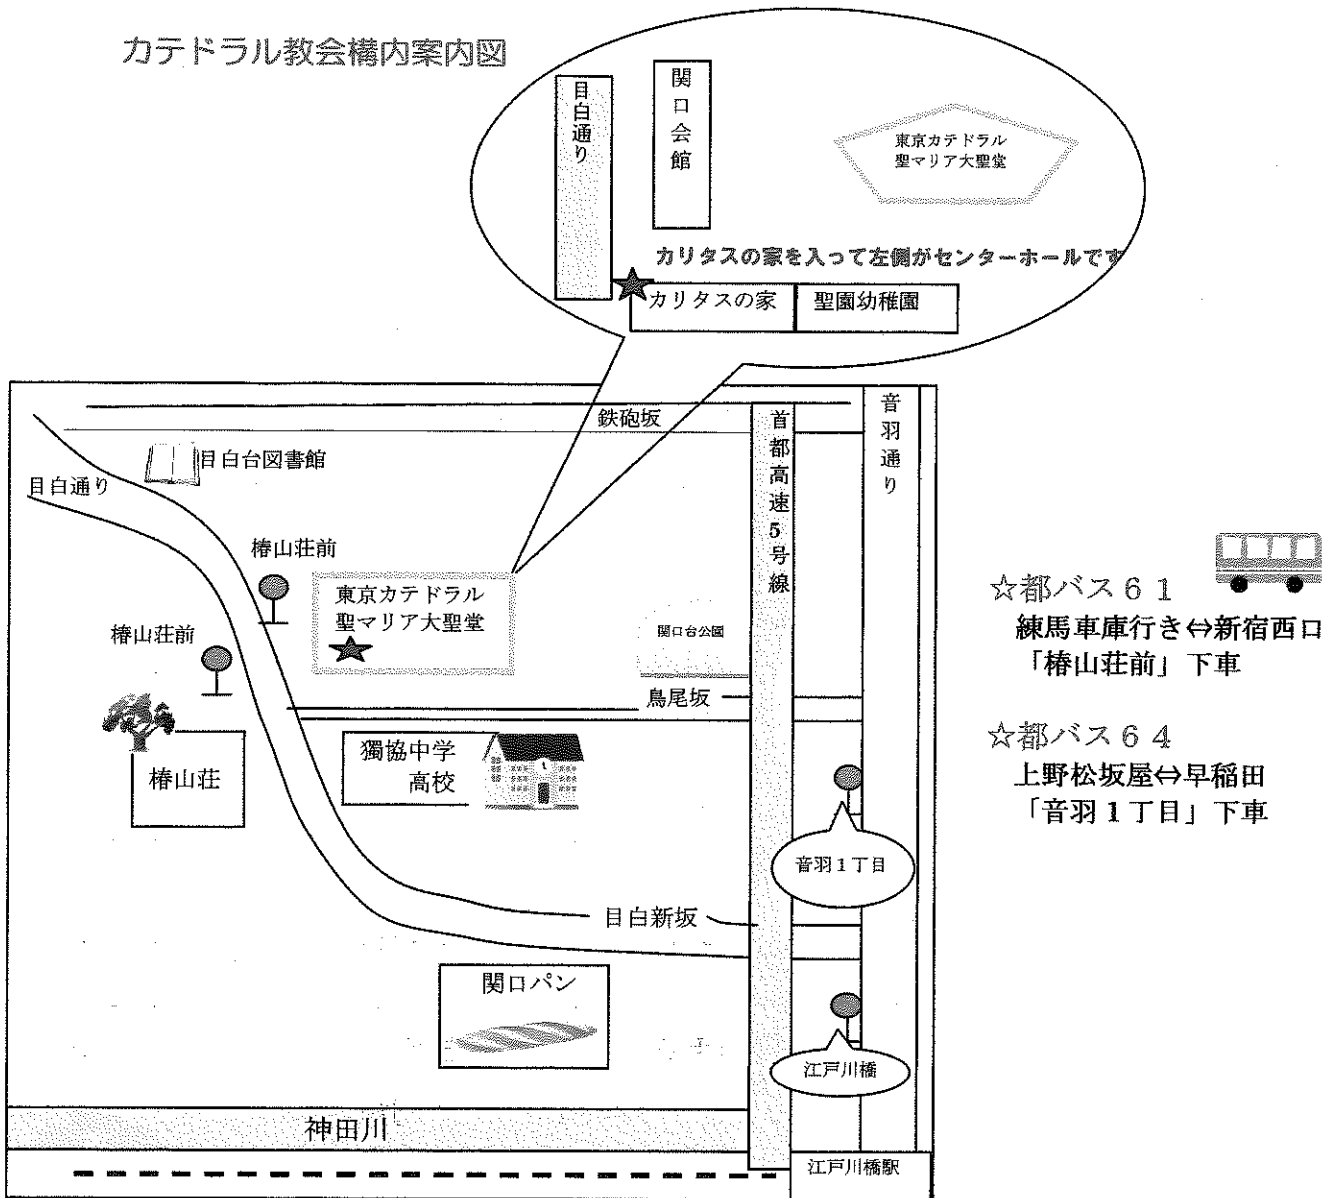 カテドラル教会構内案内図
目白通り
関口会館
東京カテドラル
聖マリア大聖堂
カリタスの家を入って左側がセンターホールです
カリタスの家
聖園幼稚園
鉄砲坂
首都高速5号線
音羽通り
目白台図書館
目白通り
椿山荘前
東京カテドラル
聖マリア大聖堂
椿山荘前
関口台公園
鳥尾坂
椿山荘
獨協中学
高校
音羽1丁目
目白新坂
関口パン
江戸川橋
神田川
江戸川橋駅
☆都バス61
練馬車庫行き⇔新宿西口
「椿山荘前」下車
☆都バス64
上野松坂屋⇔早稲田
「音羽1丁目」下車